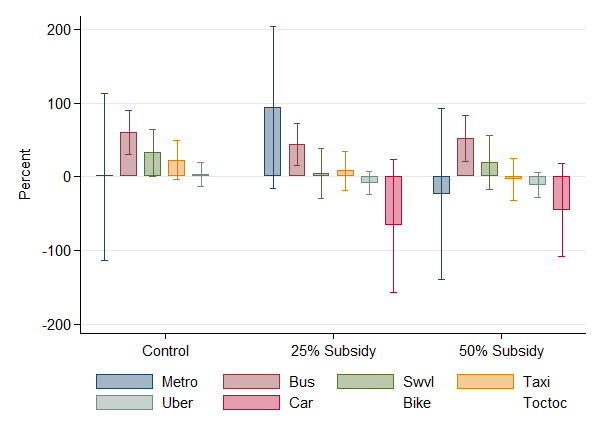 200
100
0
-100
-200
Percent
Control 25% Subsidy 50% Subsidy
Metro Bus Swvl Taxi
Uber Car Bike Toctoc